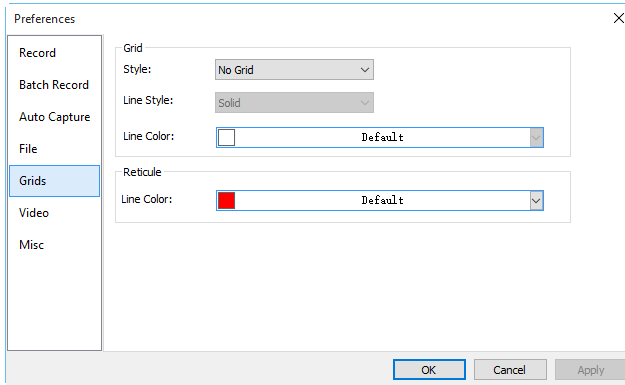 Preferences
Record
Batch Record
Auto Capture
File
Grids
Video
Misc
Grid
Style: No Grid
Line Style: Solid
Line Color: Default
Reticule
Line Color: Default
OK Cancel Apply